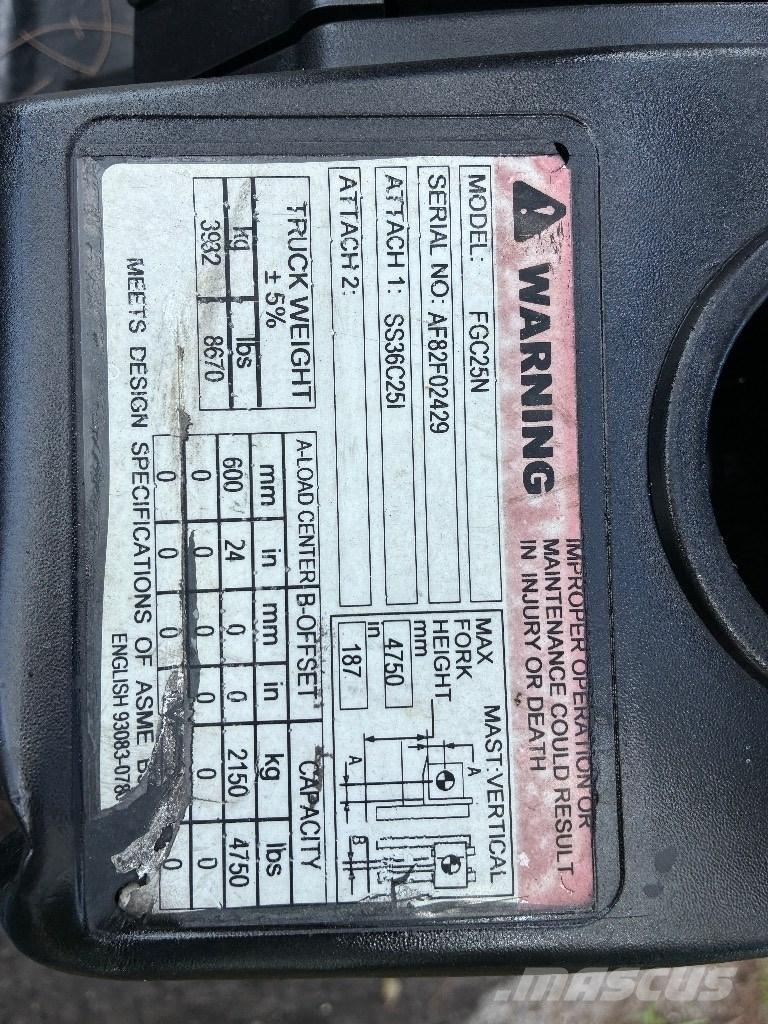 WARNING
IMPROPER OPERATION OR
MAINTENANCE COULD RESULT
IN INJURY OR DEATH
MODEL: FGC25N
SERIAL NO: AF82F02429
ATTACH 1: SS36C25I
ATTACH 2:
MAX MAST:VERTICAL
FORK
HEIGHT
mm 4750
in 187
A
A
B
TRUCK WEIGHT
± 5%
kg lbs
3932 8670
A-LOAD CENTER B-OFFSET CAPACITY
mm in mm in kg lbs
600 24 0 0 2150 4750
0 0 0 0 0 0
0 0 0 0
MEETS DESIGN SPECIFICATIONS OF ASME
ENGLISH
MASCUS